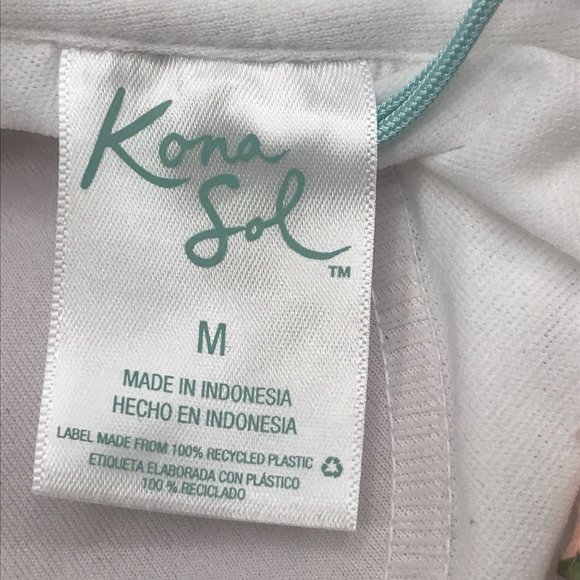 Kona
Sol
TM
M
MADE IN INDONESIA
HECHO EN INDONESIA
LABEL MADE FROM 100% RECYCLED PLASTIC
ETIQUETA ELABORADA CON PLÁSTICO
100 % RECICLADO